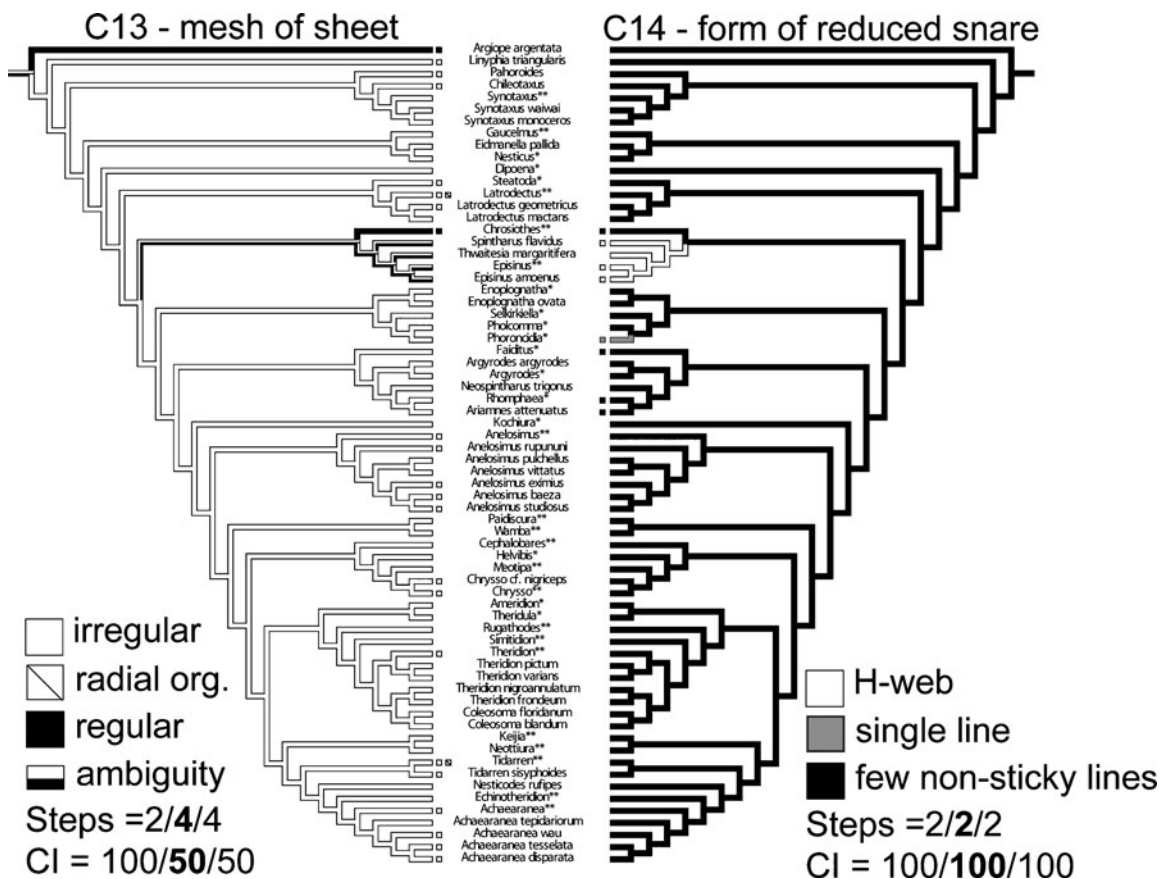 C13 - mesh of sheet
C14 - form of reduced snare
Argiope argentata
Linyphia triangularis
Pahoroides
Chileotaxus
Synotaxus**
Synotaxus waiwai
Synotaxus monoceros
Gaucelmus**
Eidmanella pallida
Nesticus*
Dipoena*
Steatoda*
Latrodectus**
Latrodectus geometricus
Latrodectus mactans
Chrosiothes**
Spintharus flavidus
Thwaitesia margaritifera
Episinus**
Episinus amoenus
Enoplognatha*
Enoplognatha ovata
Selkirkiella*
Pholcomma*
Phoroncidia*
Faiditus*
Argyrodes argyrodes
Argyrodes*
Neospintharus trigonus
Rhomphaea*
Ariamnes attenuatus
Kochiura*
Anelosimus**
Anelosimus rupununi
Anelosimus pulchellus
Anelosimus vittatus
Anelosimus eximius
Anelosimus baeza
Anelosimus studiosus
Paidiscura**
Wamba**
Cephalobares**
Helvibis*
Meotipa**
Chrysso cf. nigriceps
Chrysso**
Ameridion*
Theridula*
Rugathodes**
Simitidion**
Theridion**
Theridion pictum
Theridion varians
Theridion nigroannulatum
Theridion frondeum
Coleosoma floridanum
Coleosoma blandum
Keijia**
Neottiura**
Tidarren**
Tidarren sisyphoides
Nesticodes rufipes
Echinotheridion**
Achaearanea**
Achaearanea tepidariorum
Achaearanea wau
Achaearanea tesselata
Achaearanea disparata
irregular
radial org.
regular
ambiguity
Steps =2/4/4
CI = 100/50/50
H-web
single line
few non-sticky lines
Steps =2/2/2
CI = 100/100/100